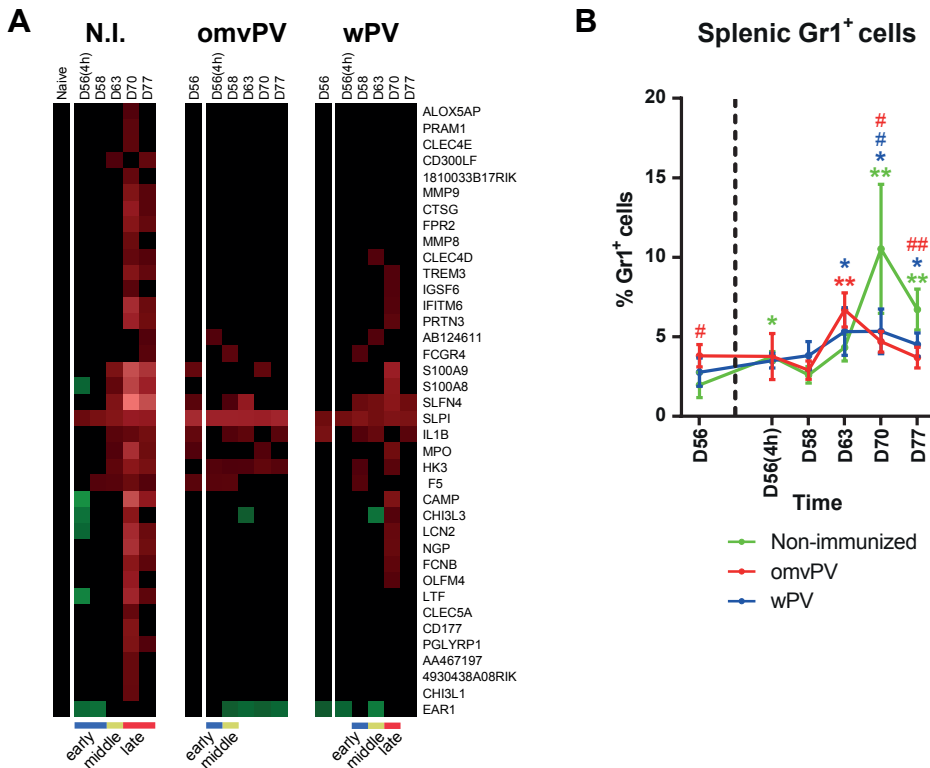 A
N.I.
omvPV
wPV
Naive
D56(4h)
D58
D63
D70
D77
D56
D56(4h)
D58
D63
D70
D77
D56
D56(4h)
D58
D63
D70
D77
ALOX5AP
PRAM1
CLEC4E
CD300LF
1810033B17RIK
MMP9
CTSG
FPR2
MMP8
CLEC4D
TREM3
IGSF6
IFITM6
PRTN3
AB124611
FCGR4
S100A9
S100A8
SLFN4
SLPI
IL1B
MPO
HK3
F5
CAMP
CHI3L3
LCN2
NGP
FCNB
OLFM4
LTF
CLEC5A
CD177
PGLYRP1
AA467197
4930438A08RIK
CHI3L1
EAR1
early
middle
late
early
middle
early
middle
late
B
Splenic Gr1+ cells
% Gr1+ cells
20
15
10
5
0
#
*
*
**
#
#
*
**
##
*
**
D56
D56(4h)
D58
D63
D70
D77
Time
Non-immunized
omvPV
wPV